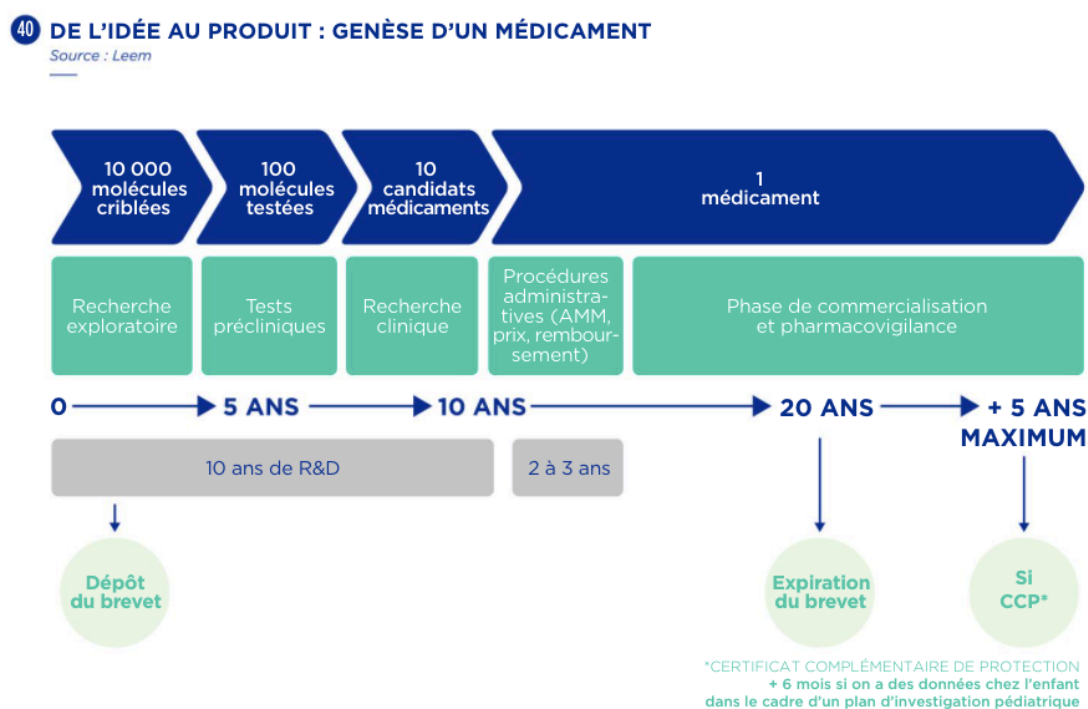 40 DE L'IDÉE AU PRODUIT : GENÈSE D'UN MÉDICAMENT
Source : Leem
10 000
molécules
criblées
100
molécules
testées
10
candidats
médicaments
1
médicament
Recherche
exploratoire
Tests
précliniques
Recherche
clinique
Procédures
administra-
tives (AMM,
prix, rembour-
sement)
Phase de commercialisation
et pharmacovigilance
0
5 ANS
10 ANS
20 ANS
+ 5 ANS
MAXIMUM
10 ans de R&D
2 à 3 ans
Dépôt
du brevet
Expiration
du brevet
Si
CCP*
*CERTIFICAT COMPLÉMENTAIRE DE PROTECTION
+ 6 mois si on a des données chez l'enfant
dans le cadre d'un plan d'investigation pédiatrique